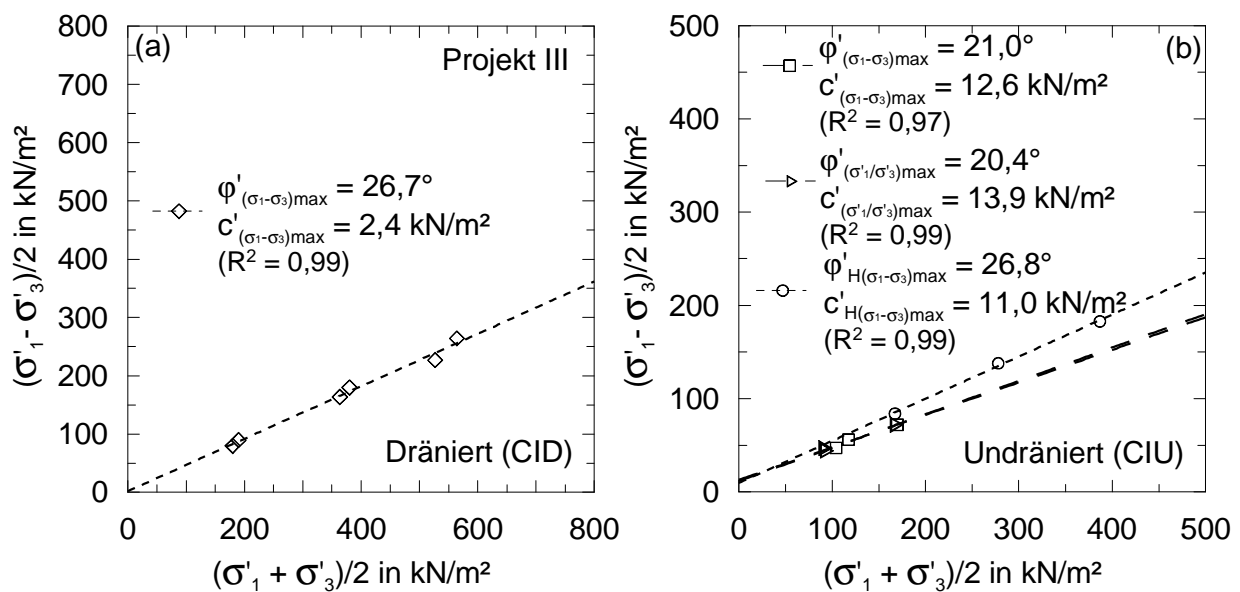 (a)
Projekt III
φ'(σ₁-σ₃)max = 26,7°
c'(σ₁-σ₃)max = 2,4 kN/m²
(R² = 0,99)
Dräniert (CID)
800
700
600
500
400
300
200
100
0
0
200
400
600
800
(σ'₁ - σ'₃)/2 in kN/m²
(σ'₁ + σ'₃)/2 in kN/m²
(b)
φ'(σ₁-σ₃)max = 21,0°
c'(σ₁-σ₃)max = 12,6 kN/m²
(R² = 0,97)
φ'(σ'₁/σ'₃)max = 20,4°
c'(σ'₁/σ'₃)max = 13,9 kN/m²
(R² = 0,99)
φ'H(σ₁-σ₃)max = 26,8°
c'H(σ₁-σ₃)max = 11,0 kN/m²
(R² = 0,99)
Undräniert (CIU)
500
400
300
200
100
0
0
100
200
300
400
500
(σ'₁ - σ'₃)/2 in kN/m²
(σ'₁ + σ'₃)/2 in kN/m²